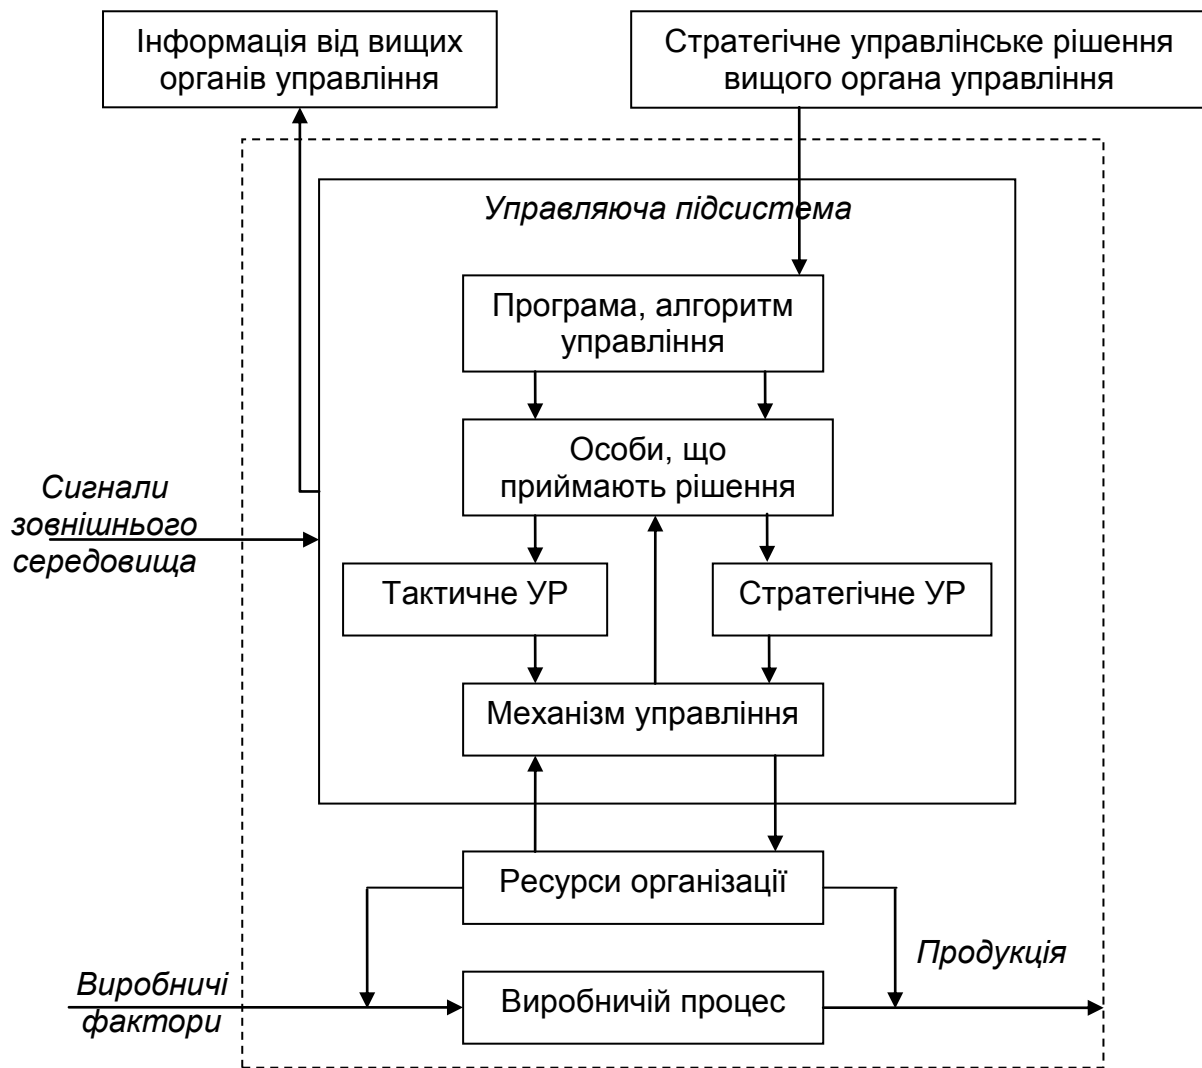 Інформація від вищих
органів управління
Стратегічне управлінське рішення
вищого органа управління
Управляюча підсистема
Програма, алгоритм
управління
Особи, що
приймають рішення
Сигнали
зовнішнього
середовища
Тактичне УР
Стратегічне УР
Механізм управління
Ресурси організації
Продукція
Виробничі
фактори
Виробничій процес